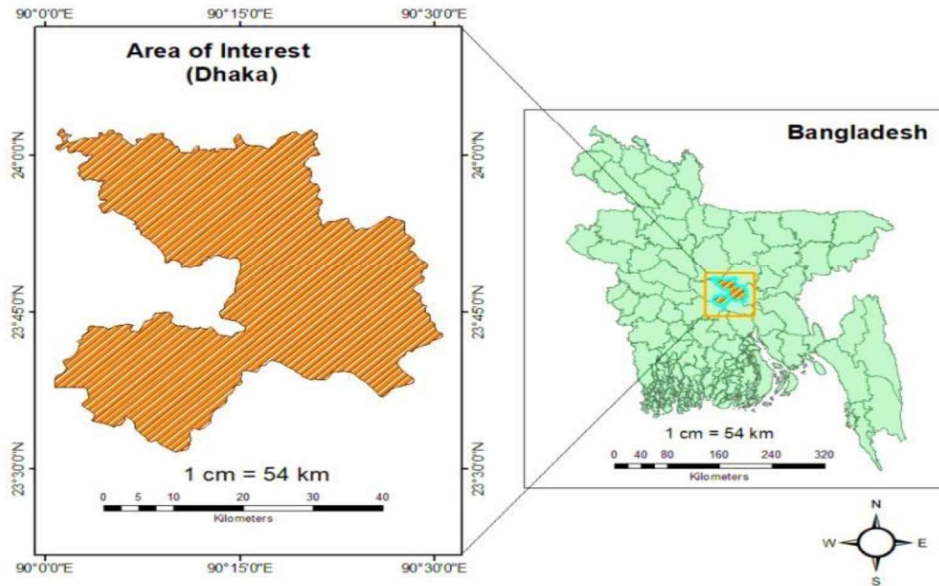 90°0'0"E 90°15'0"E 90°30'0"E
Area of Interest
(Dhaka)
24°0'0"N
23°45'0"N
23°30'0"N
1 cm = 54 km
0 5 10 20 30 40
Kilometers
90°0'0"E 90°15'0"E 90°30'0"E
Bangladesh
24°0'0"N
23°45'0"N
23°30'0"N
1 cm = 54 km
0 40 80 160 240 320
Kilometers
N
W E
S